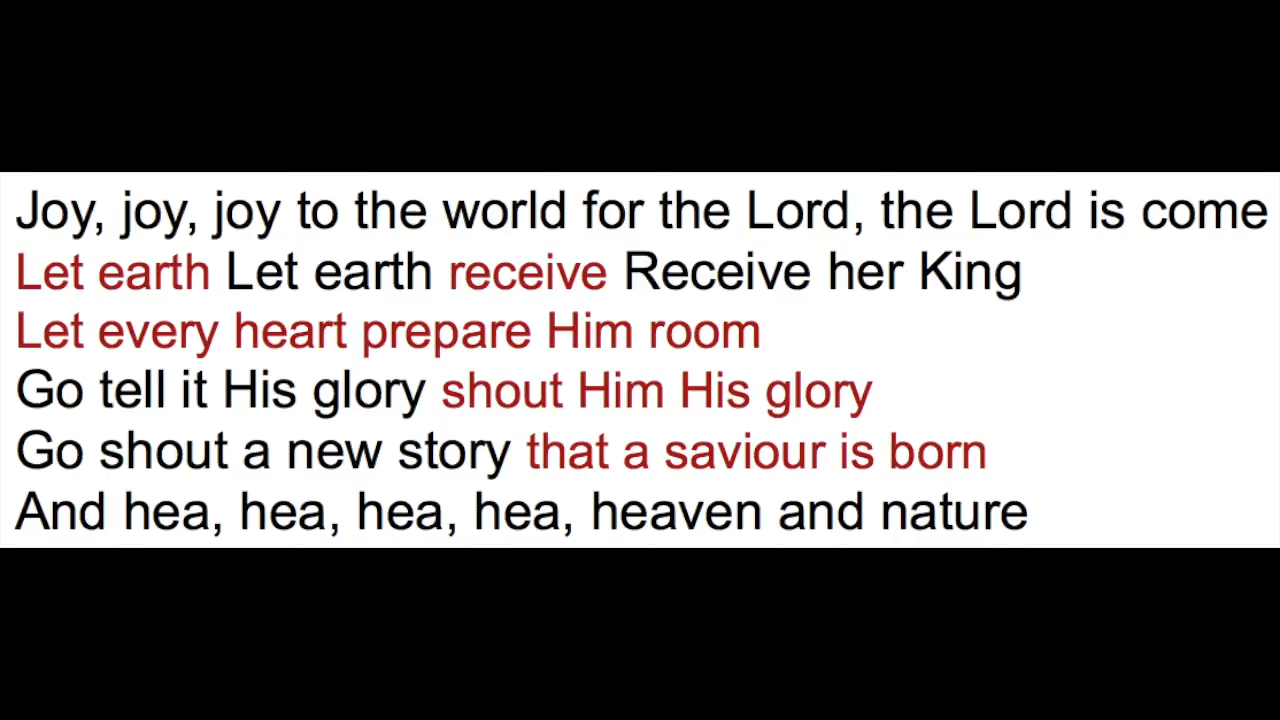 Joy, joy, joy to the world for the Lord, the Lord is come
Let earth Let earth receive Receive her King
Let every heart prepare Him room
Go tell it His glory shout Him His glory
Go shout a new story that a saviour is born
And hea, hea, hea, hea, heaven and nature